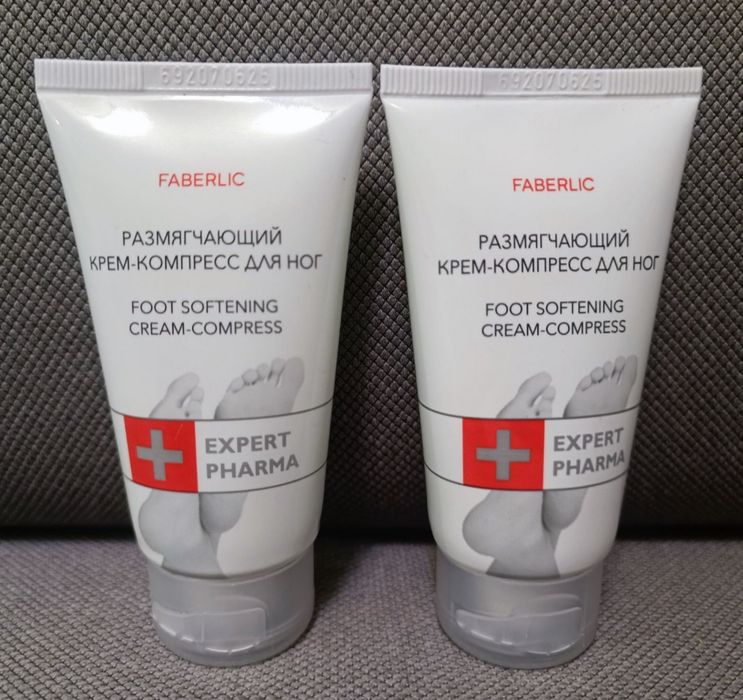 692070625
FABERLIC
РАЗМЯГЧАЮЩИЙ
КРЕМ-КОМПРЕСС ДЛЯ НОГ
FOOT SOFTENING
CREAM-COMPRESS
EXPERT
PHARMA
692070625
FABERLIC
РАЗМЯГЧАЮЩИЙ
КРЕМ-КОМПРЕСС ДЛЯ НОГ
FOOT SOFTENING
CREAM-COMPRESS
EXPERT
PHARMA